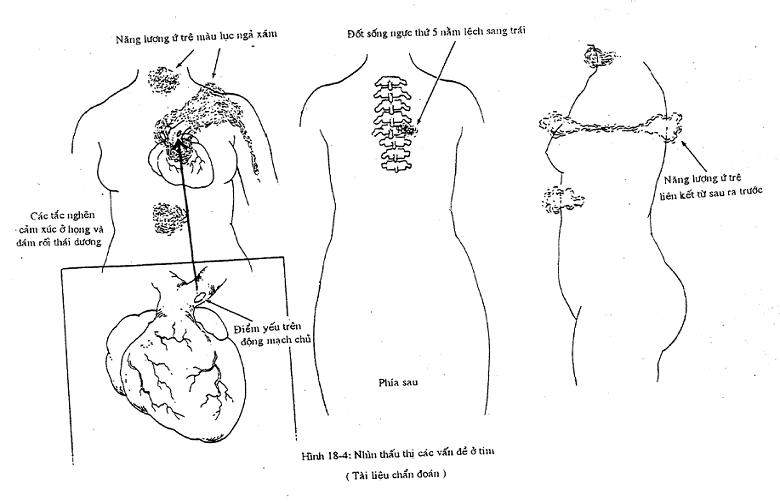 Năng lượng ứ trệ màu lục ngả xám
Đốt sống ngực thứ 5 nằm lệch sang trái
Năng lượng ứ trệ
liên kết từ sau ra trước
Các tắc nghẽn
cảm xúc ở họng và
đám rối thái dương
Điểm yếu trên
động mạch chủ
Phía sau
Hình 18-4: Nhìn thấu thị các vấn đề ở tim
( Tài liệu chẩn đoán )